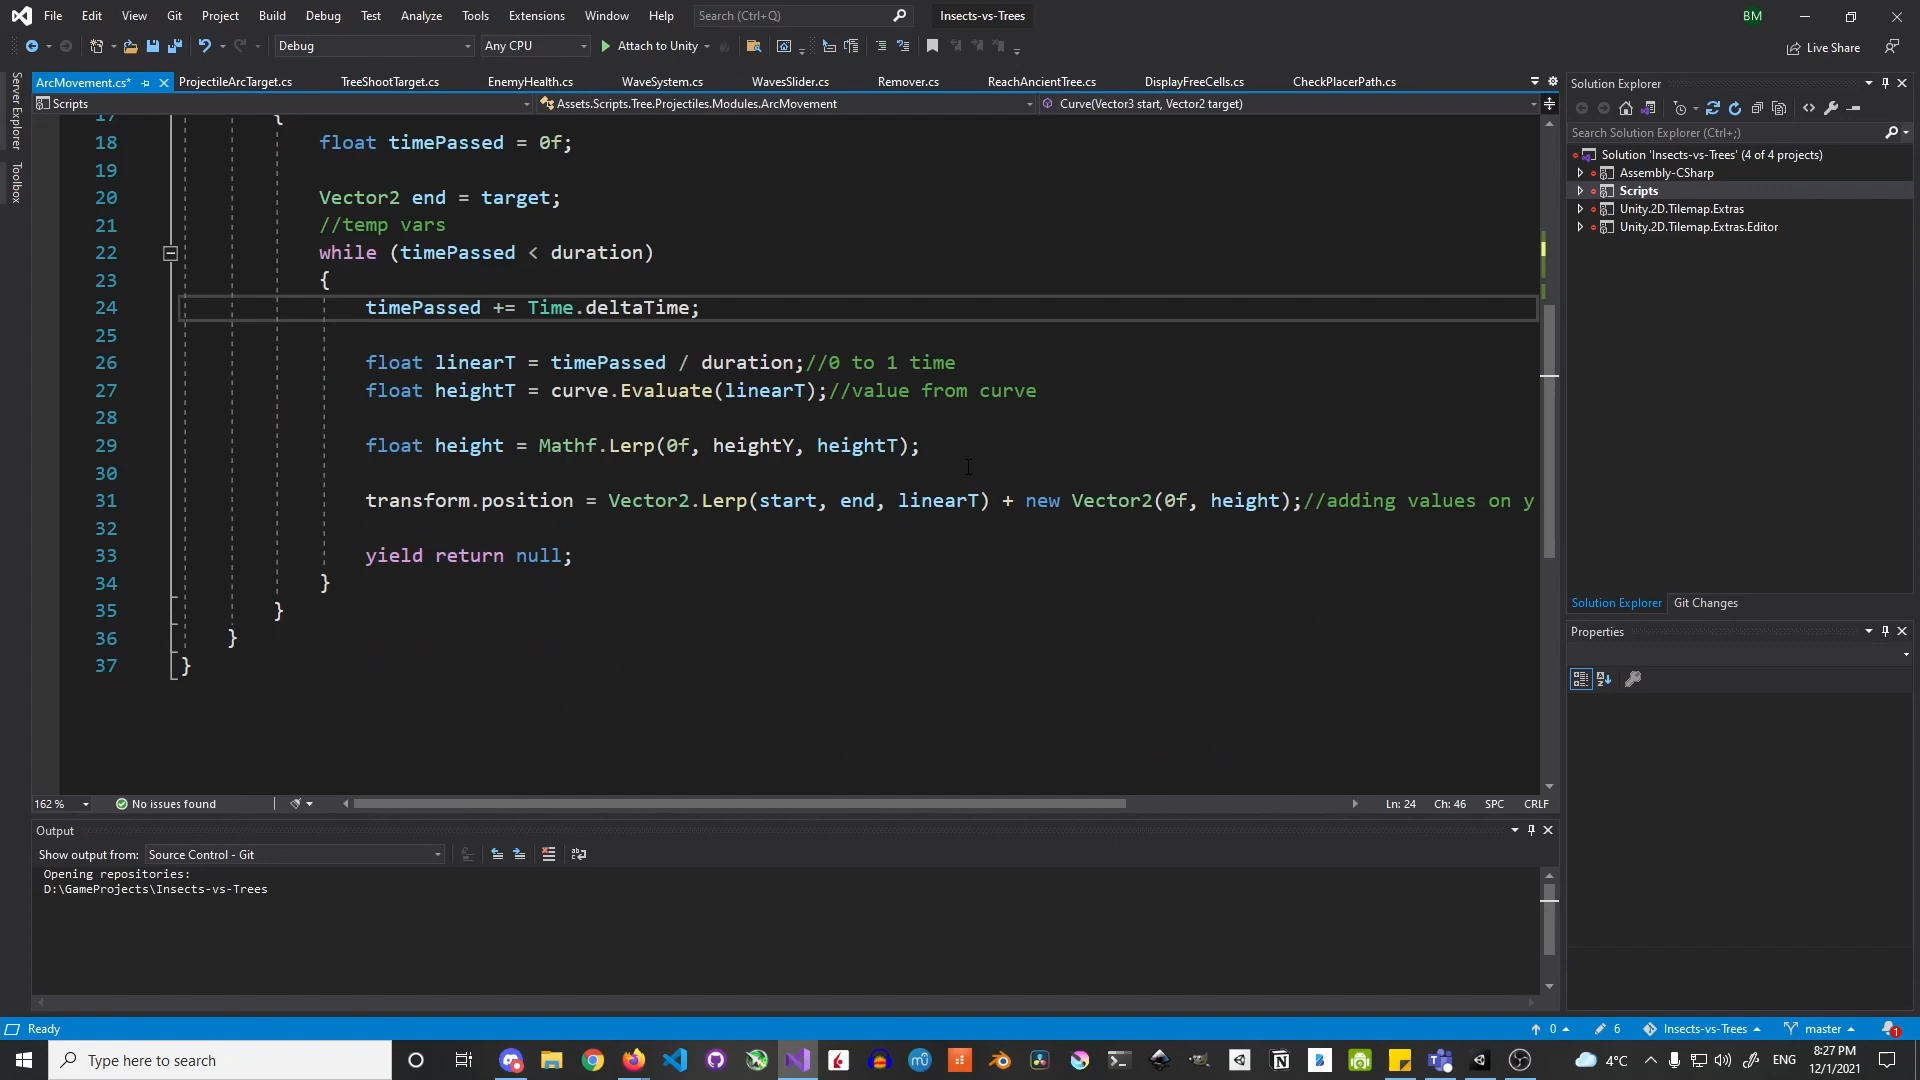 File Edit View Git Project Build Debug Test Analyze Tools Extensions Window Help Search (Ctrl+Q) Insects-vs-Trees BM
Debug Any CPU Attach to Unity Live Share
ArcMovement.cs* ProjectileArcTarget.cs TreeShootTarget.cs EnemyHealth.cs WaveSystem.cs WavesSlider.cs Remover.cs ReachAncientTree.cs DisplayFreeCells.cs CheckPlacerPath.cs
Scripts Assets.Scripts.Tree.Projectiles.Modules.ArcMovement Curve(Vector3 start, Vector2 target)
Server Explorer
Toolbox
17 {
18 float timePassed = 0f;
19
20 Vector2 end = target;
21 //temp vars
22 while (timePassed < duration)
23 {
24 timePassed += Time.deltaTime;
25
26 float linearT = timePassed / duration;//0 to 1 time
27 float heightT = curve.Evaluate(linearT);//value from curve
28
29 float height = Mathf.Lerp(0f, heightY, heightT);
30
31 transform.position = Vector2.Lerp(start, end, linearT) + new Vector2(0f, height);//adding values on y
32
33 yield return null;
34 }
35 }
36 }
37 }
162 % No issues found Ln: 24 Ch: 46 SPC CRLF
Output
Show output from: Source Control - Git
Opening repositories:
D:\GameProjects\Insects-vs-Trees
Solution Explorer
Search Solution Explorer (Ctrl+;)
Solution 'Insects-vs-Trees' (4 of 4 projects)
Assembly-CSharp
Scripts
Unity.2D.Tilemap.Extras
Unity.2D.Tilemap.Extras.Editor
Solution Explorer Git Changes
Properties
Ready 0 6 Insects-vs-Trees master 1
Type here to search 4°C ENG 8:27 PM
12/1/2021